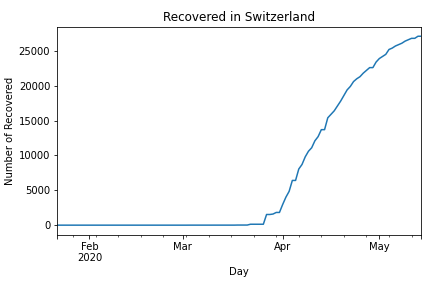 Recovered in Switzerland
Number of Recovered
25000
20000
15000
10000
5000
0
Feb
2020
Mar
Apr
May
Day